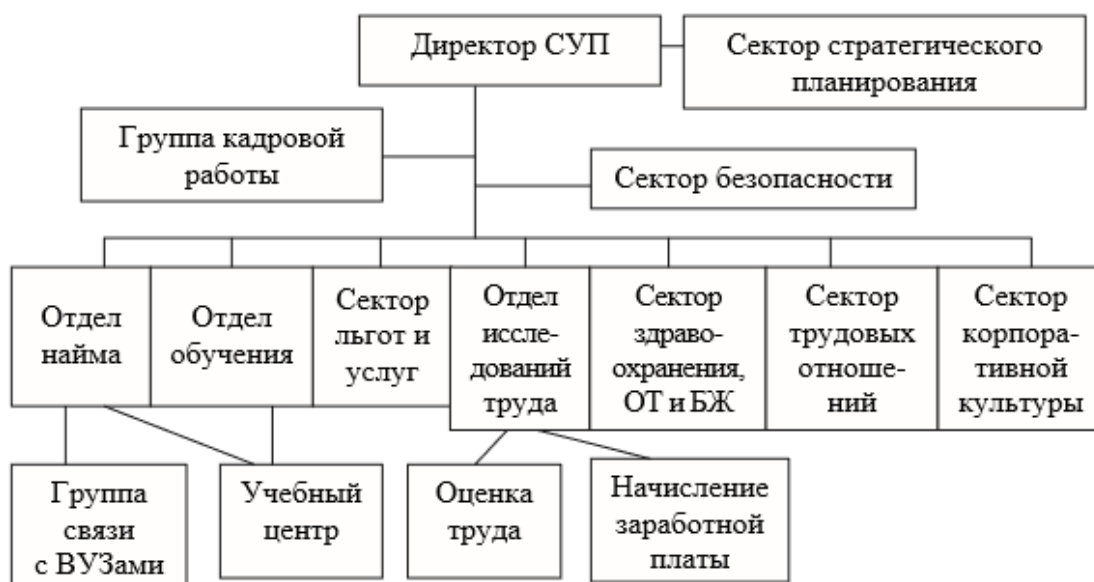 Директор СУП
Сектор стратегического
планирования
Группа кадровой
работы
Сектор безопасности
Отдел
найма
Отдел
обучения
Сектор
льгот и
услуг
Отдел
иссле-
дований
труда
Сектор
здраво-
охранения,
ОТ и БЖ
Сектор
трудовых
отноше-
ний
Сектор
корпора-
тивной
культуры
Группа
связи
с ВУЗами
Учебный
центр
Оценка
труда
Начисление
заработной
платы